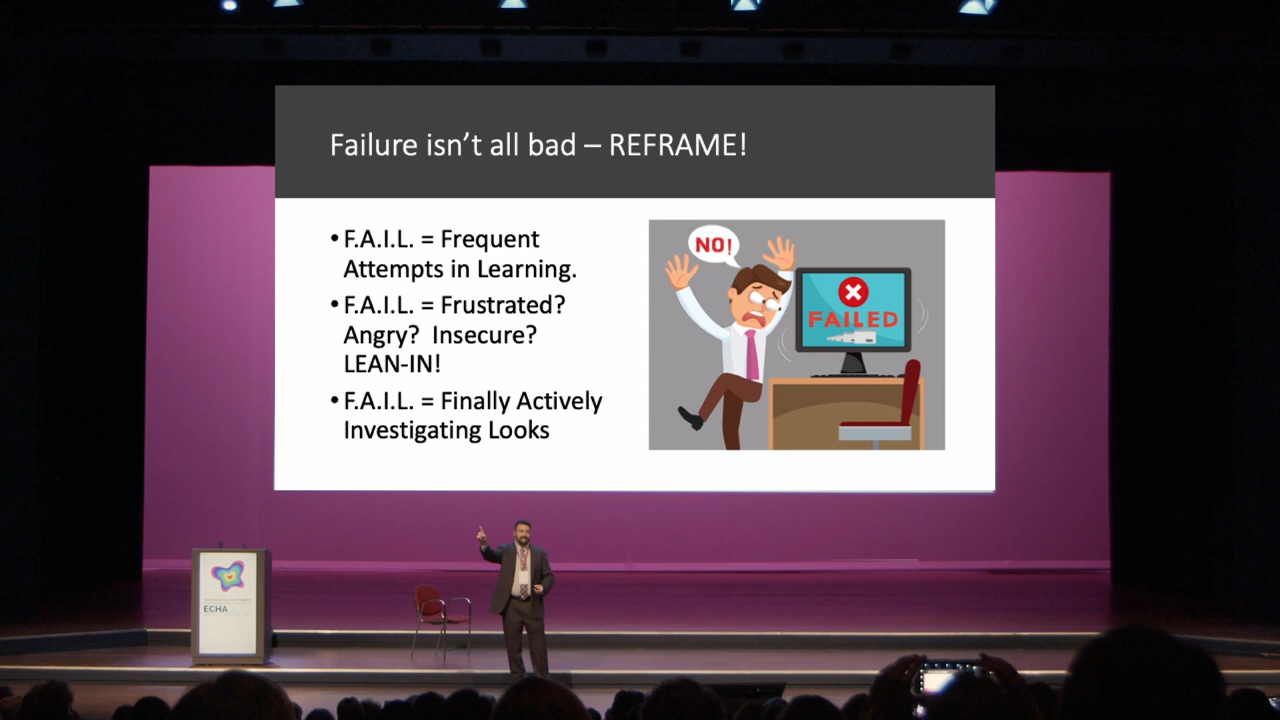 Failure isn't all bad – REFRAME!
•F.A.I.L. = Frequent
Attempts in Learning.
•F.A.I.L. = Frustrated?
Angry? Insecure?
LEAN-IN!
•F.A.I.L. = Finally Actively
Investigating Looks
NO!
FAILED
ECHA